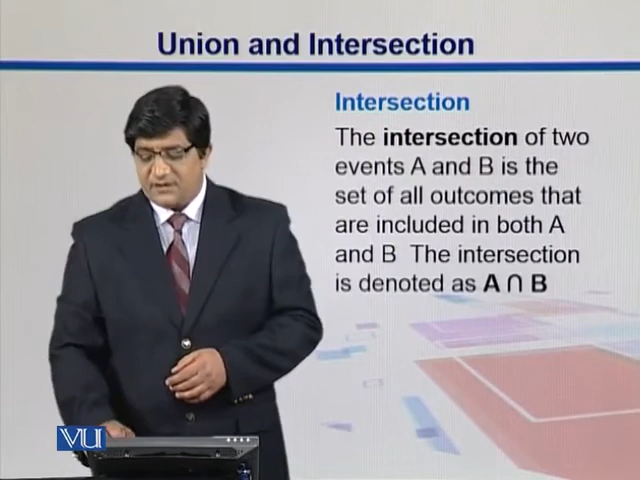 Union and Intersection
Intersection
The intersection of two
events A and B is the
set of all outcomes that
are included in both A
and B  The intersection
is denoted as A ∩ B
VU